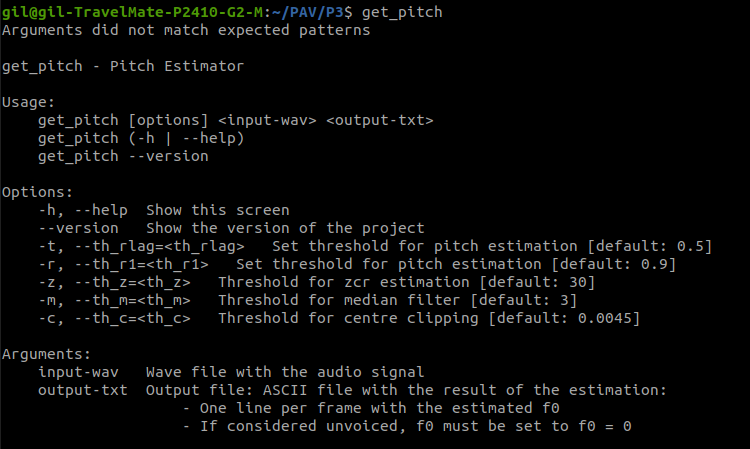 gil@gil-TravelMate-P2410-G2-M:~/PAV/P3$ get_pitch
Arguments did not match expected patterns

get_pitch - Pitch Estimator

Usage:
    get_pitch [options] <input-wav> <output-txt>
    get_pitch (-h | --help)
    get_pitch --version

Options:
    -h, --help  Show this screen
    --version   Show the version of the project
    -t, --th_rlag=<th_rlag>   Set threshold for pitch estimation [default: 0.5]
    -r, --th_r1=<th_r1>   Set threshold for pitch estimation [default: 0.9]
    -z, --th_z=<th_z>   Threshold for zcr estimation [default: 30]
    -m, --th_m=<th_m>   Threshold for median filter [default: 3]
    -c, --th_c=<th_c>   Threshold for centre clipping [default: 0.0045]

Arguments:
    input-wav   Wave file with the audio signal
    output-txt  Output file: ASCII file with the result of the estimation:
                    - One line per frame with the estimated f0
                    - If considered unvoiced, f0 must be set to f0 = 0